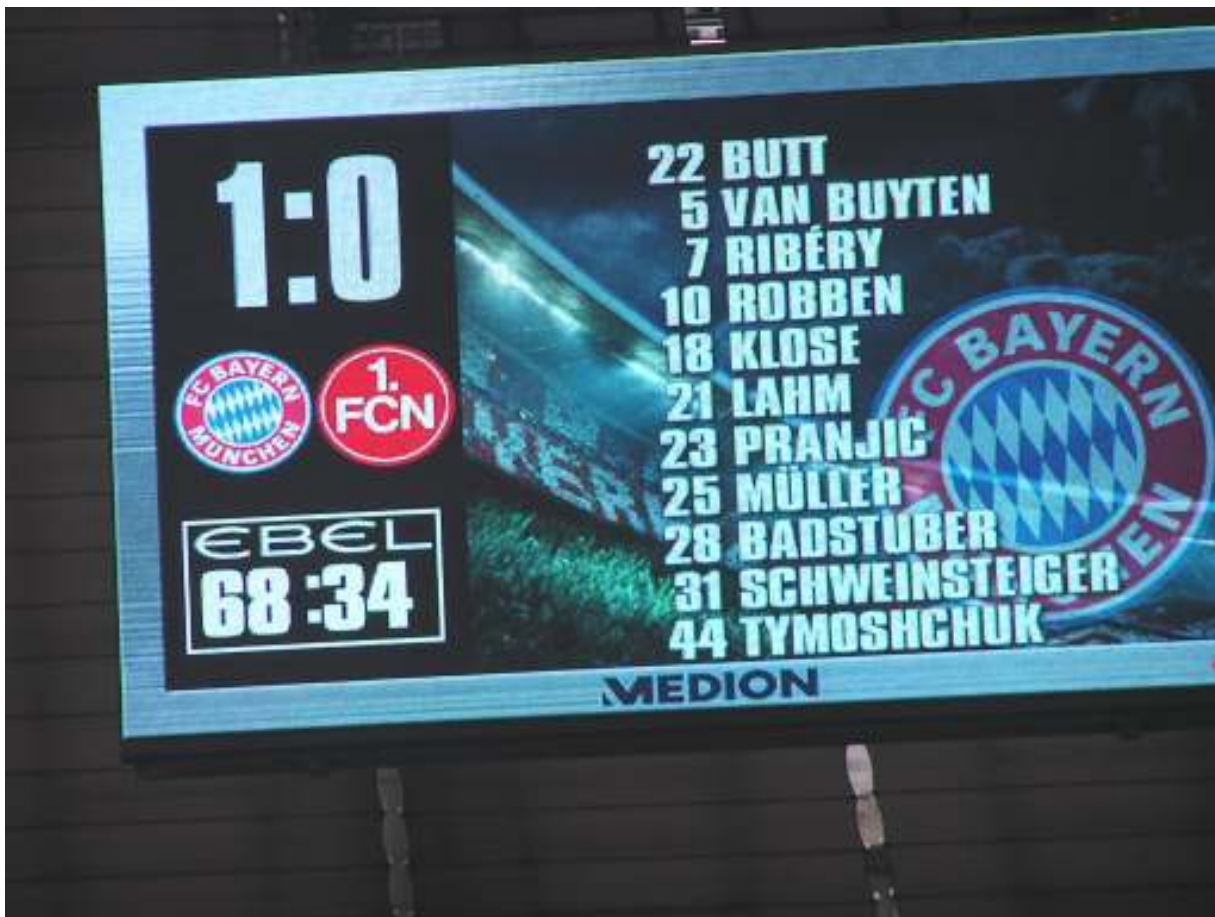 1:0
FC BAYERN
MÜNCHEN
1.
FCN
EBEL
68:34
22 BUTT
5 VAN BUYTEN
7 RIBÉRY
10 ROBBEN
18 KLOSE
21 LAHM
23 PRANJIĆ
25 MÜLLER
28 BADSTUBER
31 SCHWEINSTEIGER
44 TYMOSHCHUK
FC BAYERN
MEDION